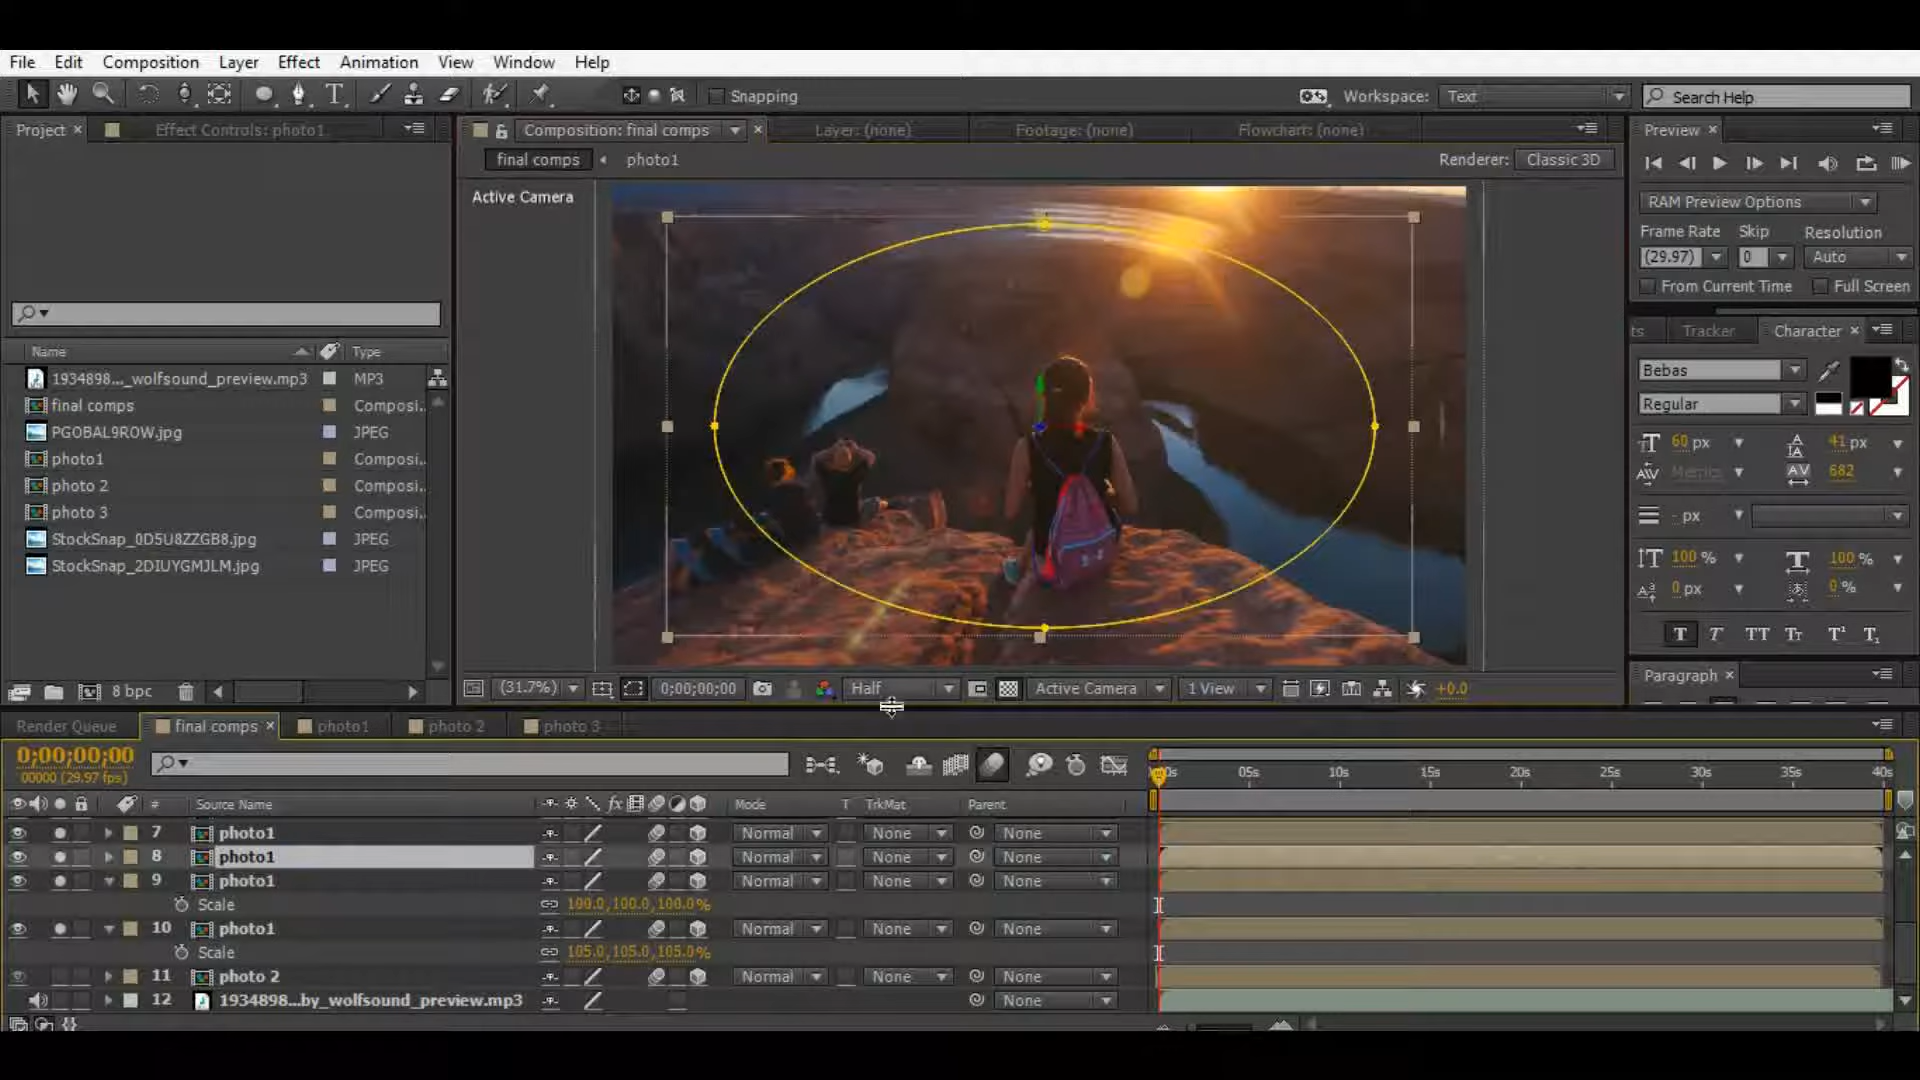 File Edit Composition Layer Effect Animation View Window Help
Snapping Workspace: Text Search Help
Project Effect Controls: photo1 Composition: final comps Layer: (none) Footage: (none) Flowchart: (none) Preview
final comps photo1 Renderer: Classic 3D
Active Camera
RAM Preview Options
Frame Rate Skip Resolution
(29.97) 0 Auto
From Current Time Full Screen
ts Tracker Character
Name Type
1934898..._wolfsound_preview.mp3 MP3
final comps Composi..
PGOBAL9ROW.jpg JPEG
photo1 Composi..
photo 2 Composi..
photo 3 Composi..
StockSnap_0D5U8ZZGB8.jpg JPEG
StockSnap_2DIUYGMJLM.jpg JPEG
Bebas
Regular
60 px 41 px
Metrics 682
- px
100 % 100 %
0 px 0 %
T T TT Tt T¹ T₁
Paragraph
8 bpc
(31.7%) 0;00;00;00 Half Active Camera 1 View +0.0
Render Queue final comps photo1 photo 2 photo 3
0;00;00;00
00000 (29.97 fps)
05s 10s 15s 20s 25s 30s 35s 40s
# Source Name fx Mode T TrkMat Parent
7 photo1 Normal None None
8 photo1 Normal None None
9 photo1 Normal None None
Scale 100.0,100.0,100.0%
10 photo1 Normal None None
Scale 105.0,105.0,105.0%
11 photo 2 Normal None None
12 1934898...by_wolfsound_preview.mp3 None